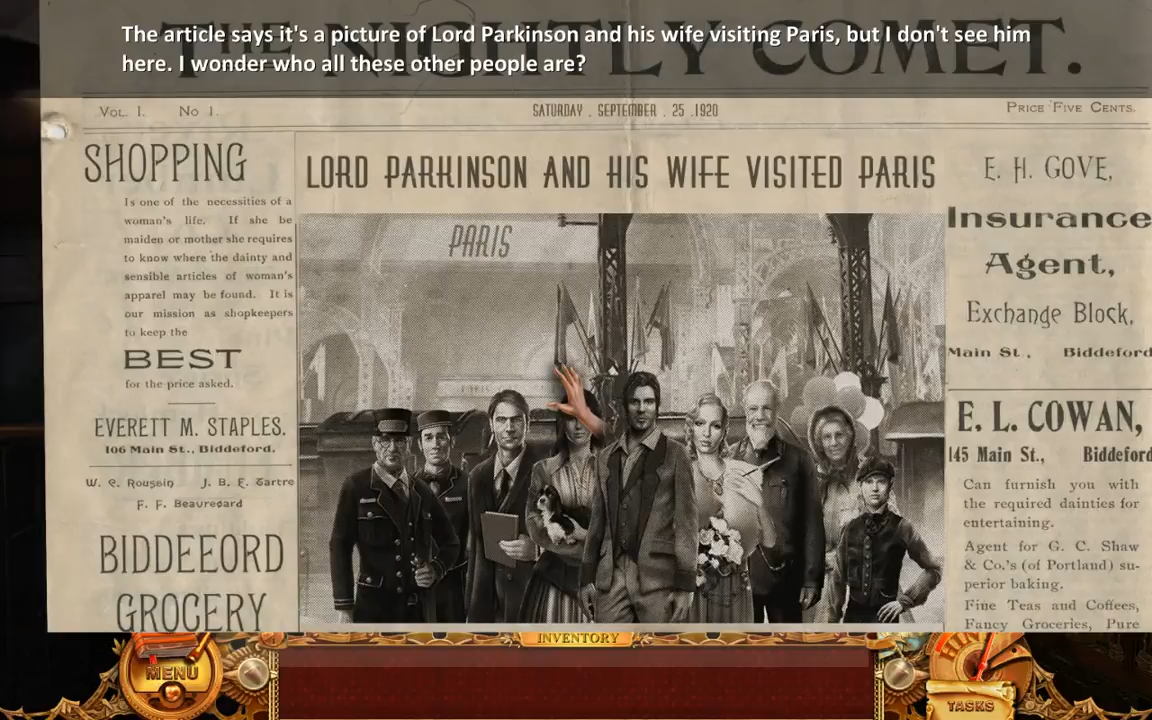 The article says it's a picture of Lord Parkinson and his wife visiting Paris, but I don't see him
here. I wonder who all these other people are?
THE NIGHTLY COMET.
VOL. I. NO 1.
SATURDAY . SEPTEMBER . 25 .1920
PRICE FIVE CENTS.
SHOPPING
Is one of the necessities of a
woman's life. If she be
maiden or mother she requires
to know where the dainty and
sensible articles of woman's
apparel may be found. It is
our mission as shopkeepers
to keep the
BEST
for the price asked.
EVERETT M. STAPLES.
106 Main St., Biddeford.
W. C. Roussin J. B. E. Tartre
F. F. Beauregard
BIDDEEORD
GROCERY
LORD PARKINSON AND HIS WIFE VISITED PARIS
PARIS
PARIS
E. H. GOVE,
Insurance
Agent,
Exchange Block,
Main St., Biddeford
E. L. COWAN,
145 Main St., Biddeford
Can furnish you with
the required dainties for
entertaining.
Agent for G. C. Shaw
& Co.'s (of Portland) su-
perior baking.
Fine Teas and Coffees,
Fancy Groceries, Pure
INVENTORY
MENU
TASKS